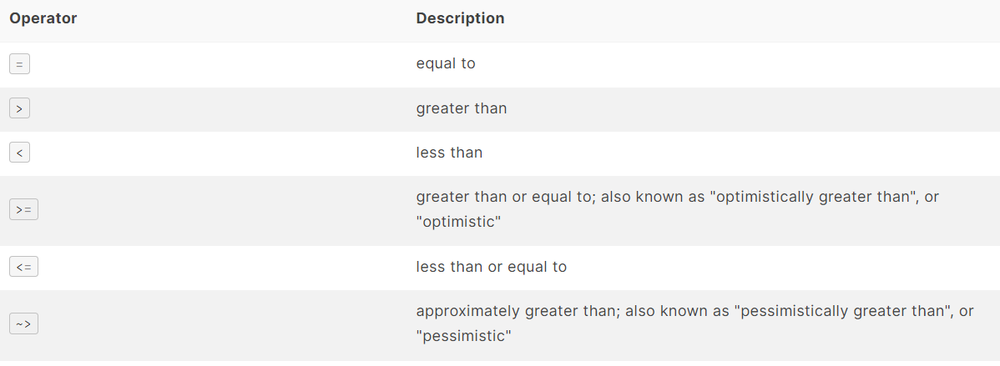 Operator Description
= equal to
> greater than
< less than
>= greater than or equal to; also known as "optimistically greater than", or
"optimistic"
<= less than or equal to
~> approximately greater than; also known as "pessimistically greater than", or
"pessimistic"